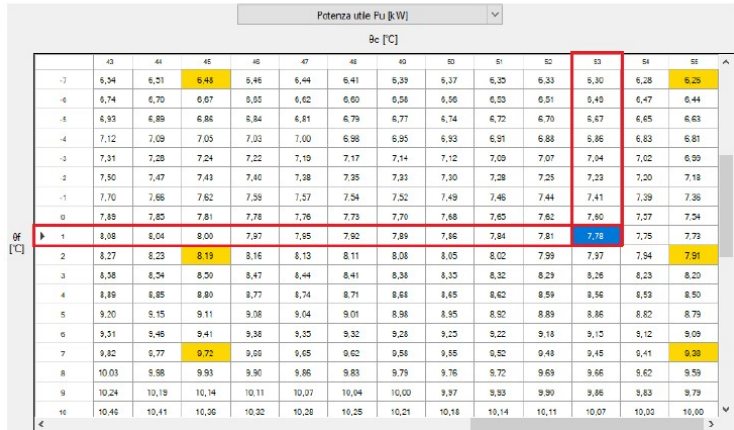 Potenza utile Pu [kW]
θc [°C]
43 44 45 46 47 48 49 50 51 52 53 54 55
-7 6,54 6,51 6,48 6,46 6,44 6,41 6,39 6,37 6,35 6,33 6,30 6,28 6,26
-6 6,74 6,70 6,67 6,65 6,62 6,60 6,58 6,56 6,53 6,51 6,49 6,47 6,44
-5 6,93 6,89 6,86 6,84 6,81 6,79 6,77 6,74 6,72 6,70 6,67 6,65 6,63
-4 7,12 7,09 7,05 7,03 7,00 6,98 6,95 6,93 6,91 6,88 6,86 6,83 6,81
-3 7,31 7,28 7,24 7,22 7,19 7,17 7,14 7,12 7,09 7,07 7,04 7,02 6,99
-2 7,50 7,47 7,43 7,40 7,38 7,35 7,33 7,30 7,28 7,25 7,23 7,20 7,18
-1 7,70 7,66 7,62 7,59 7,57 7,54 7,52 7,49 7,46 7,44 7,41 7,39 7,36
0 7,89 7,85 7,81 7,78 7,76 7,73 7,70 7,68 7,65 7,62 7,60 7,57 7,54
θf
[°C]
1 8,08 8,04 8,00 7,97 7,95 7,92 7,89 7,86 7,84 7,81 7,78 7,75 7,73
2 8,27 8,23 8,19 8,16 8,13 8,11 8,08 8,05 8,02 7,99 7,97 7,94 7,91
3 8,58 8,54 8,50 8,47 8,44 8,41 8,38 8,35 8,32 8,29 8,26 8,23 8,20
4 8,89 8,85 8,80 8,77 8,74 8,71 8,68 8,65 8,62 8,59 8,56 8,53 8,50
5 9,20 9,15 9,11 9,08 9,04 9,01 8,98 8,95 8,92 8,89 8,86 8,82 8,79
6 9,51 9,46 9,41 9,38 9,35 9,32 9,28 9,25 9,22 9,18 9,15 9,12 9,09
7 9,82 9,77 9,72 9,69 9,65 9,62 9,58 9,55 9,52 9,48 9,45 9,41 9,38
8 10,03 9,98 9,93 9,90 9,86 9,83 9,79 9,76 9,72 9,69 9,66 9,62 9,59
9 10,24 10,19 10,14 10,11 10,07 10,04 10,00 9,97 9,93 9,90 9,86 9,83 9,79
10 10,46 10,41 10,36 10,32 10,28 10,25 10,21 10,18 10,14 10,11 10,07 10,03 10,00